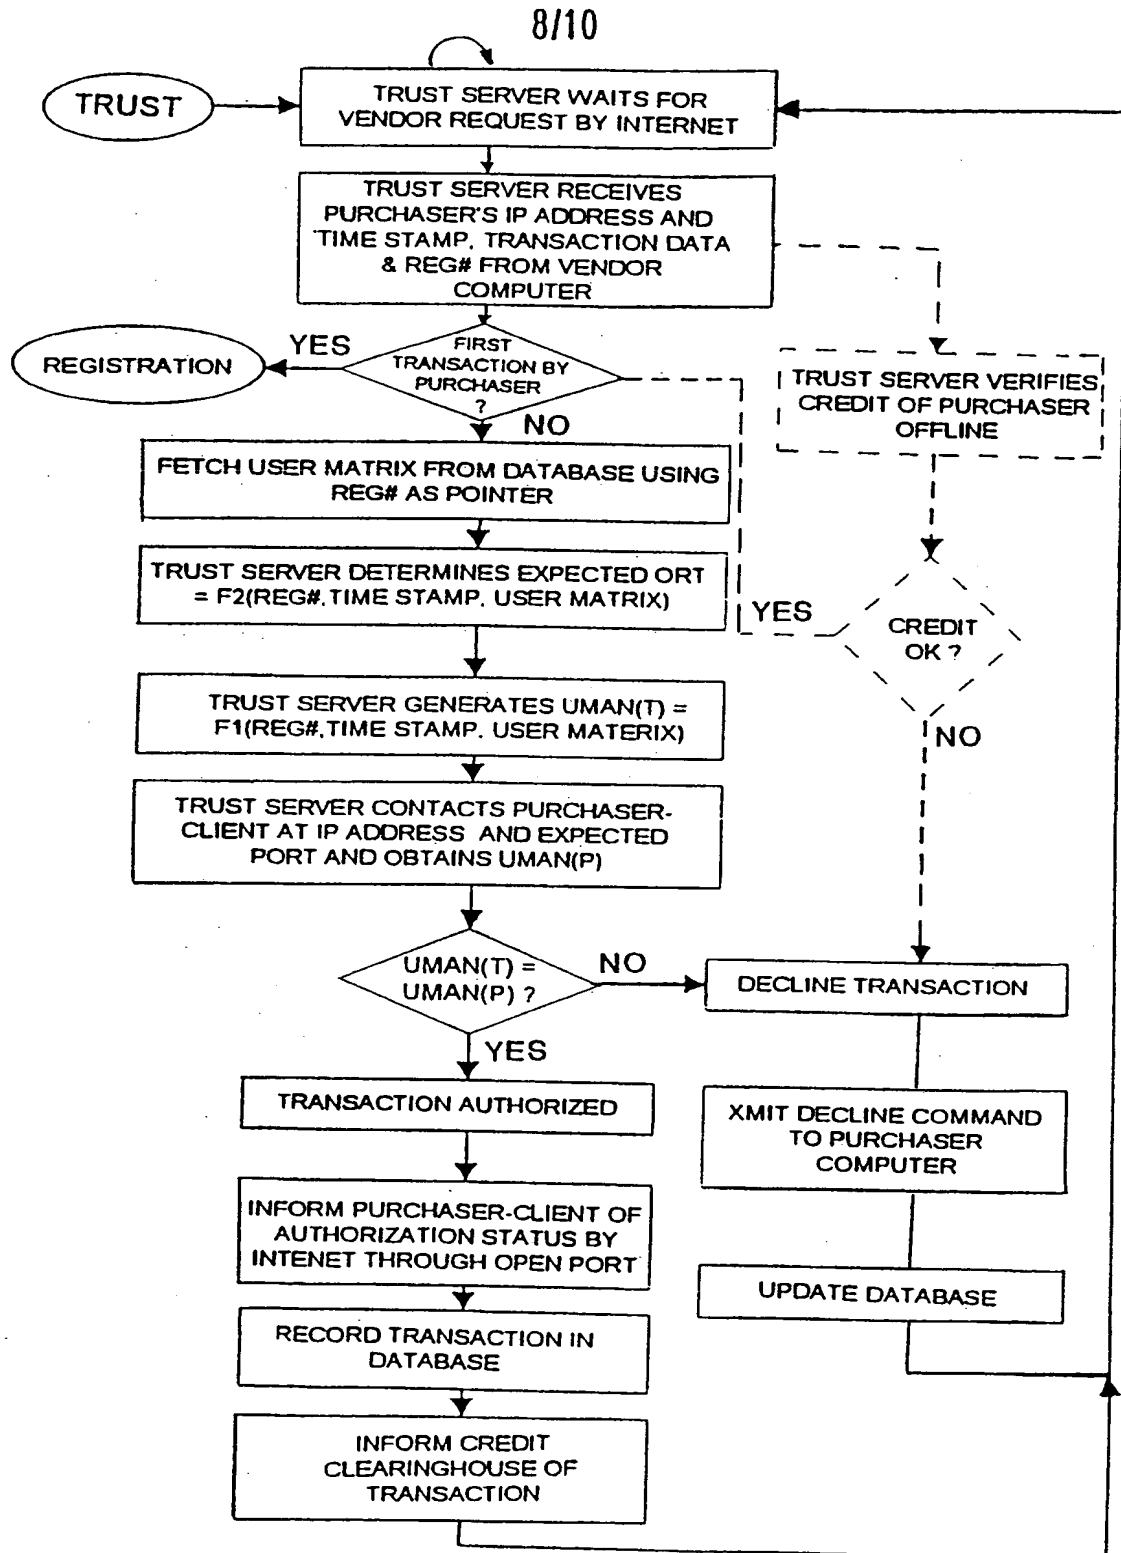 8/10
TRUST
TRUST SERVER WAITS FOR
VENDOR REQUEST BY INTERNET
TRUST SERVER RECEIVES
PURCHASER'S IP ADDRESS AND
TIME STAMP, TRANSACTION DATA
& REG# FROM VENDOR
COMPUTER
REGISTRATION
YES
FIRST
TRANSACTION BY
PURCHASER
?
NO
TRUST SERVER VERIFIES
CREDIT OF PURCHASER
OFFLINE
FETCH USER MATRIX FROM DATABASE USING
REG# AS POINTER
TRUST SERVER DETERMINES EXPECTED ORT
= F2(REG#,TIME STAMP, USER MATRIX)
YES
CREDIT
OK ?
NO
TRUST SERVER GENERATES UMAN(T) =
F1(REG#,TIME STAMP, USER MATERIX)
TRUST SERVER CONTACTS PURCHASER-
CLIENT AT IP ADDRESS AND EXPECTED
PORT AND OBTAINS UMAN(P)
UMAN(T) =
UMAN(P) ?
NO
DECLINE TRANSACTION
YES
TRANSACTION AUTHORIZED
XMIT DECLINE COMMAND
TO PURCHASER
COMPUTER
INFORM PURCHASER-CLIENT OF
AUTHORIZATION STATUS BY
INTENET THROUGH OPEN PORT
UPDATE DATABASE
RECORD TRANSACTION IN
DATABASE
INFORM CREDIT
CLEARINGHOUSE OF
TRANSACTION